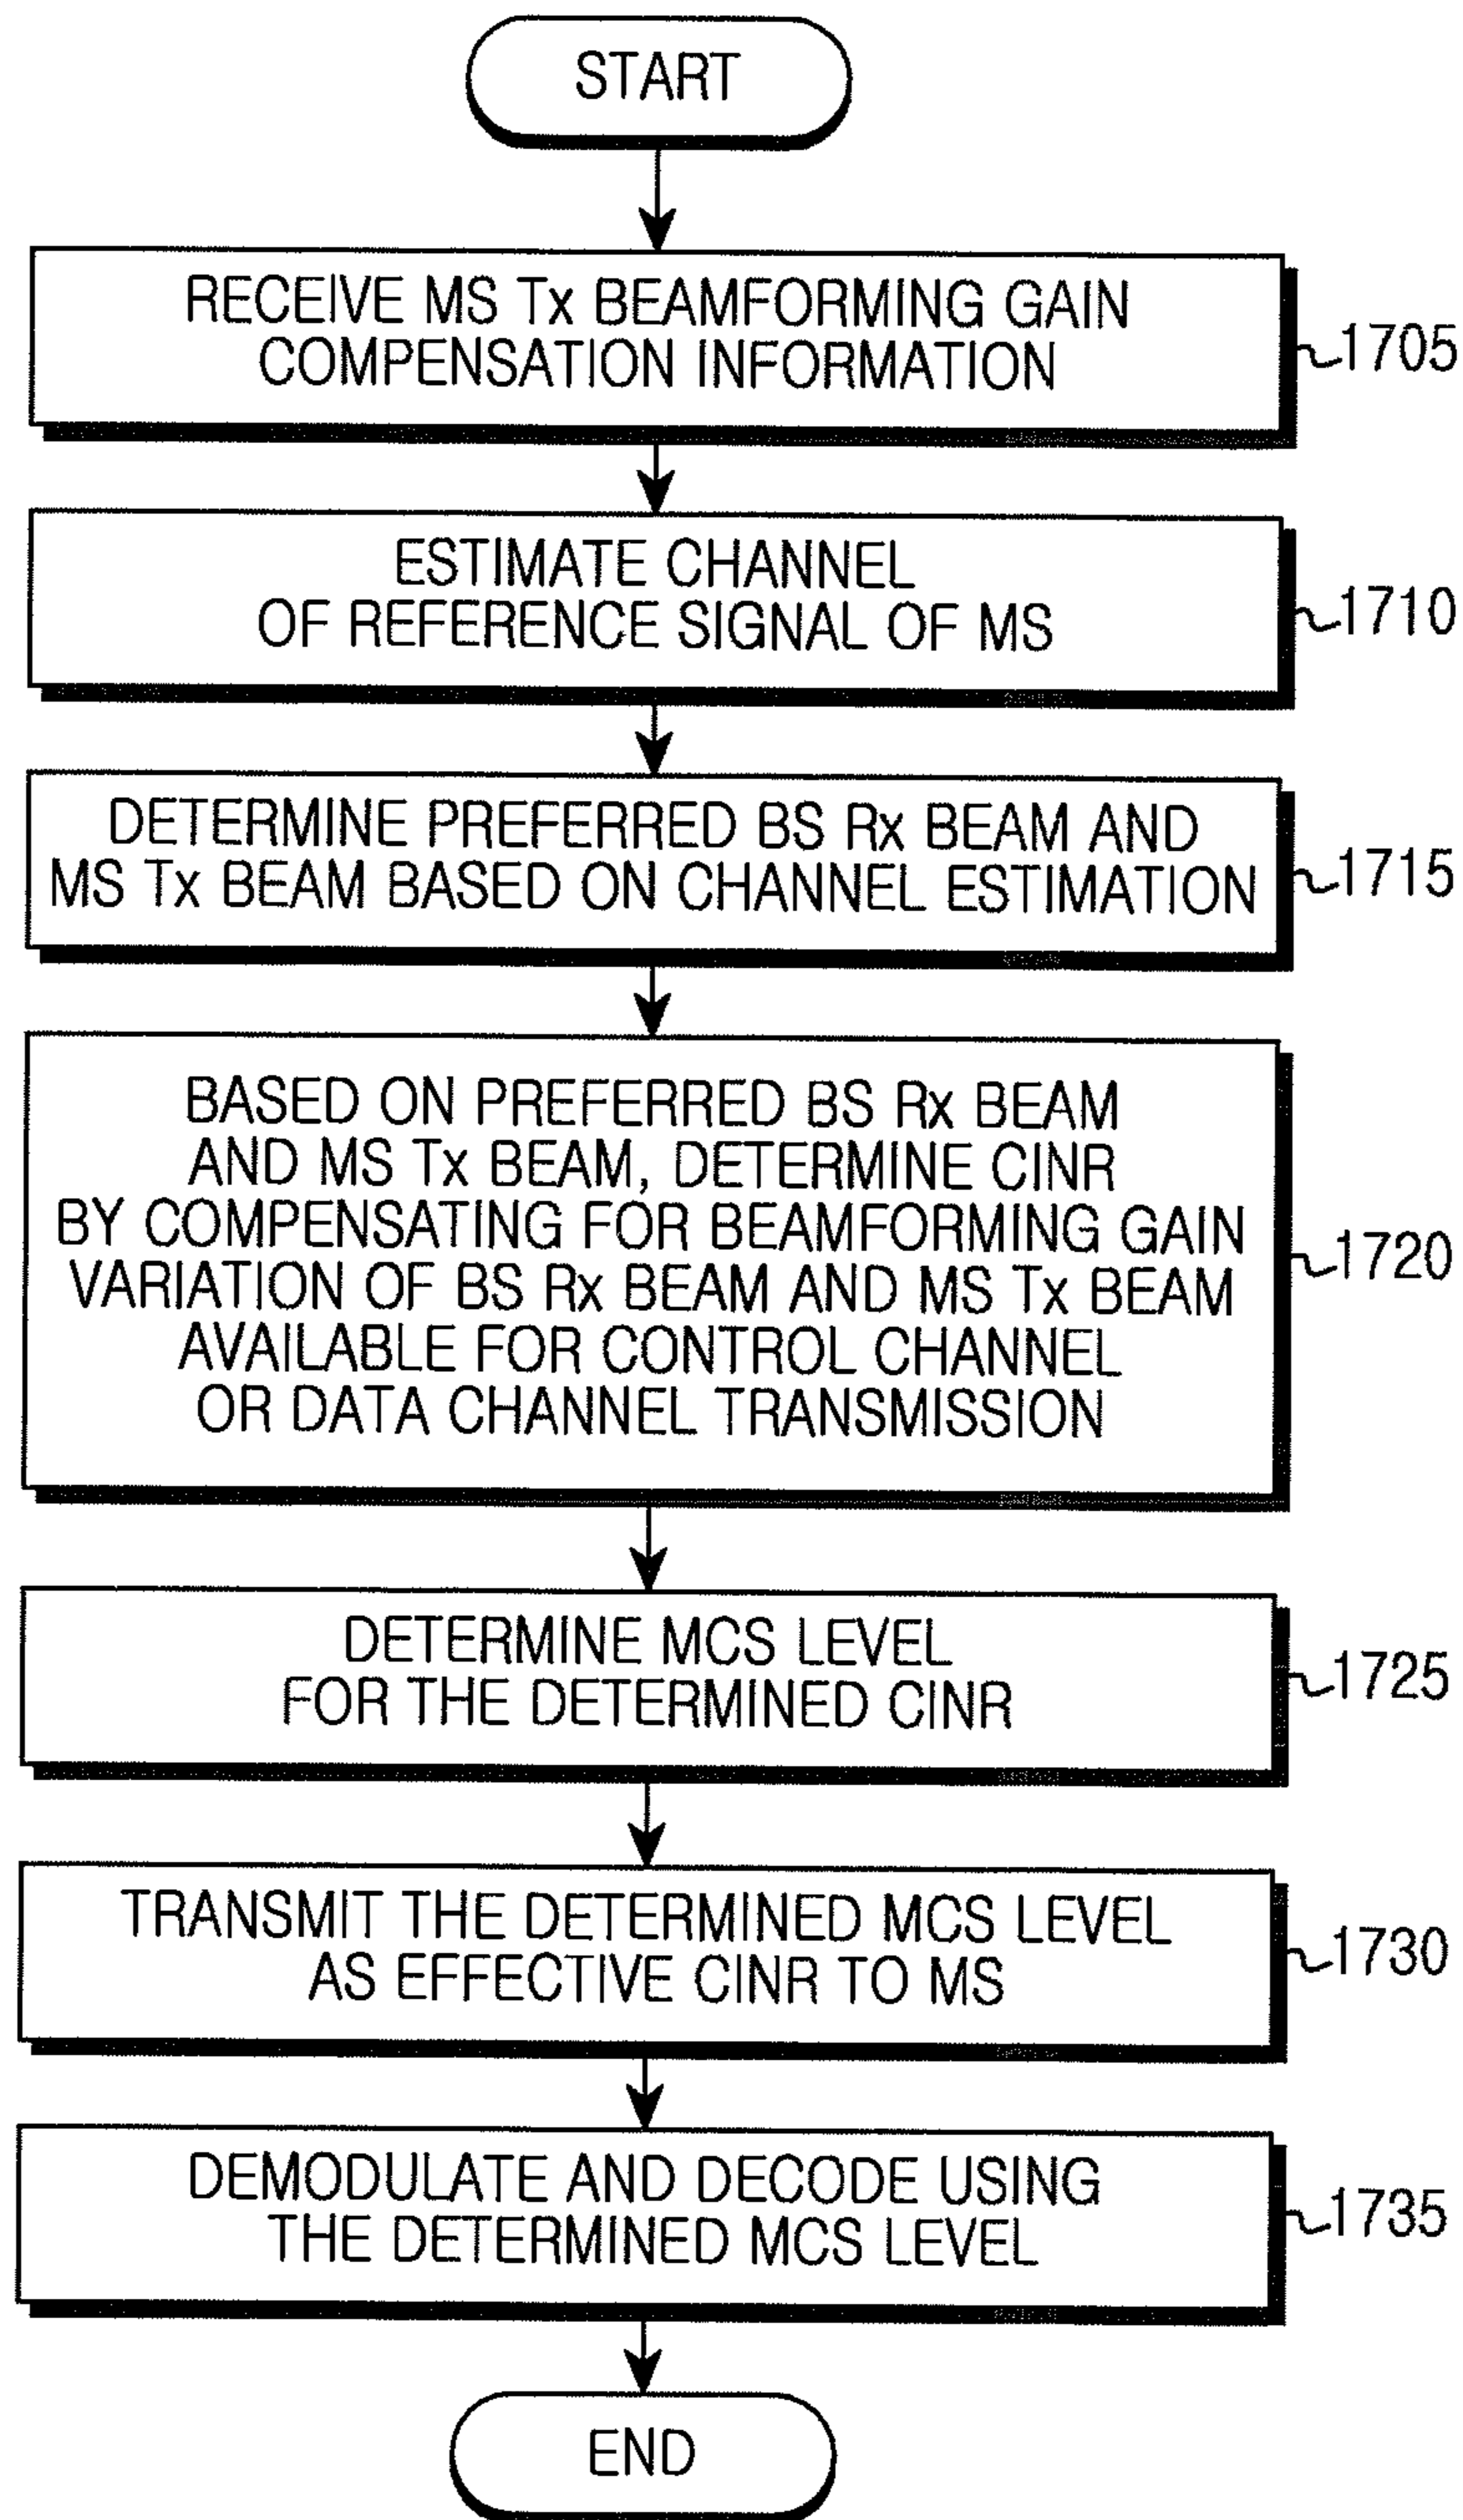 START
RECEIVE MS Tx BEAMFORMING GAIN
COMPENSATION INFORMATION
1705
ESTIMATE CHANNEL
OF REFERENCE SIGNAL OF MS
1710
DETERMINE PREFERRED BS Rx BEAM AND
MS Tx BEAM BASED ON CHANNEL ESTIMATION
1715
BASED ON PREFERRED BS Rx BEAM
AND MS Tx BEAM, DETERMINE CINR
BY COMPENSATING FOR BEAMFORMING GAIN
VARIATION OF BS Rx BEAM AND MS Tx BEAM
AVAILABLE FOR CONTROL CHANNEL
OR DATA CHANNEL TRANSMISSION
1720
DETERMINE MCS LEVEL
FOR THE DETERMINED CINR
1725
TRANSMIT THE DETERMINED MCS LEVEL
AS EFFECTIVE CINR TO MS
1730
DEMODULATE AND DECODE USING
THE DETERMINED MCS LEVEL
1735
END